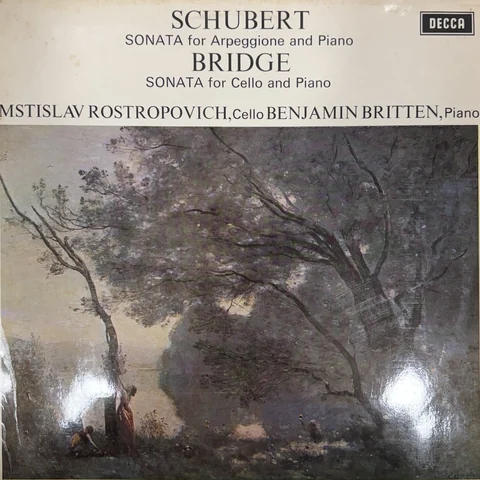 SCHUBERT
DECCA
SONATA for Arpeggione and Piano
BRIDGE
SONATA for Cello and Piano
MSTISLAV ROSTROPOVICH, Cello BENJAMIN BRITTEN, Piano